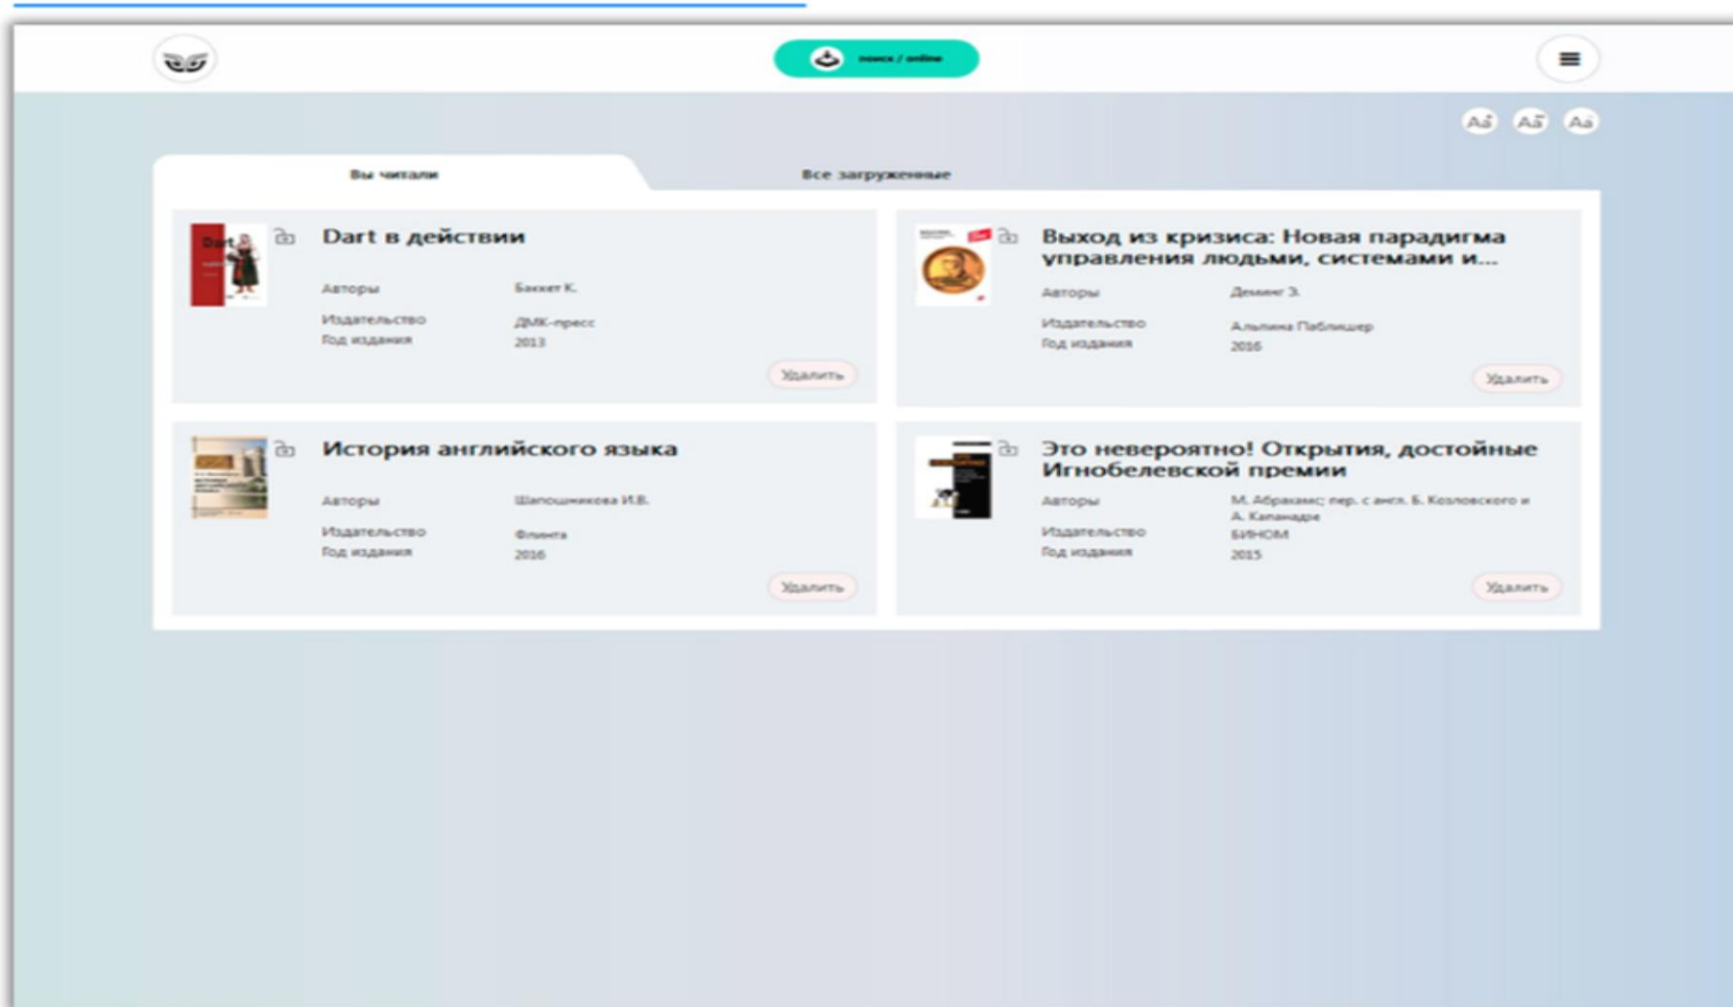 поиск / online
Aa+ Aa Aa-
Вы читали
Все загруженные
Dart в действии
Авторы Баккет К.
Издательство ДМК-пресс
Год издания 2013
Удалить
Выход из кризиса: Новая парадигма
управления людьми, системами и...
Авторы Деминг Э.
Издательство Альпина Паблишер
Год издания 2016
Удалить
История английского языка
Авторы Шапошникова И.В.
Издательство Флинта
Год издания 2016
Удалить
Это невероятно! Открытия, достойные
Игнобелевской премии
Авторы М. Абрахамс; пер. с англ. Б. Козловского и
А. Капанадзе
Издательство БИНОМ
Год издания 2015
Удалить